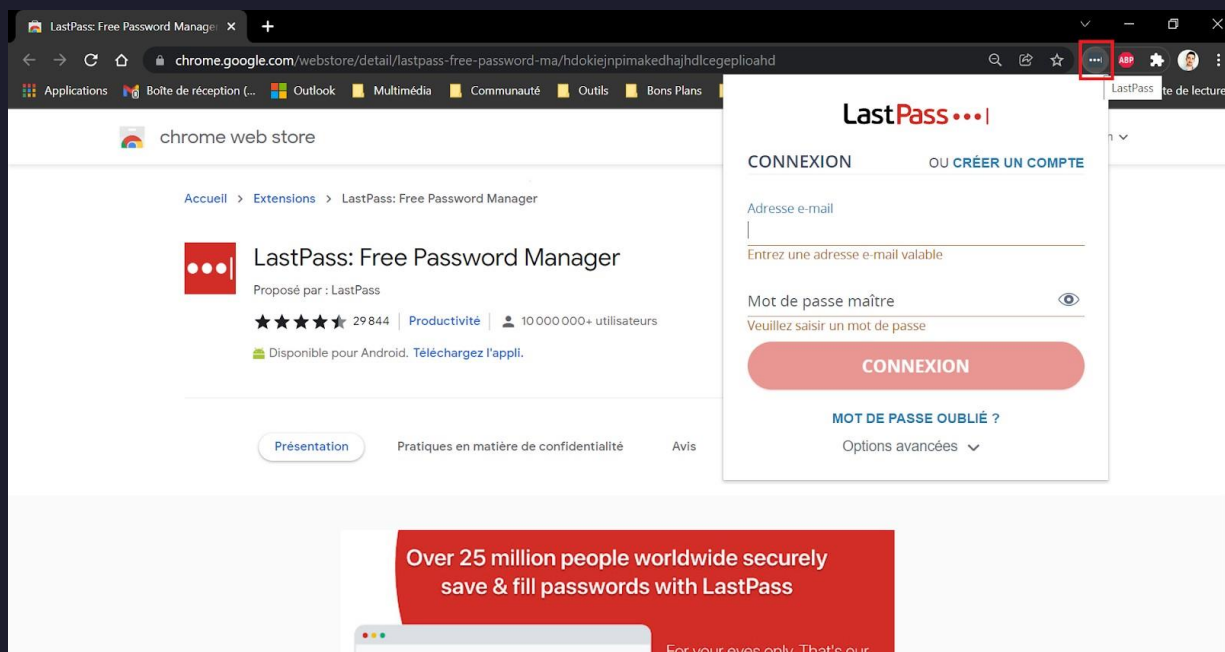 LastPass: Free Password Manager
chrome.google.com/webstore/detail/lastpass-free-password-ma/hdokiejnpimakedhajhdlcegeplioahd
ABP
Applications Boîte de réception (... Outlook Multimédia Communauté Outils Bons Plans te de lecture
LastPass
chrome web store
LastPass
CONNEXION OU CRÉER UN COMPTE
Adresse e-mail
Entrez une adresse e-mail valable
Mot de passe maître
Veuillez saisir un mot de passe
CONNEXION
MOT DE PASSE OUBLIÉ ?
Options avancées
Accueil > Extensions > LastPass: Free Password Manager
LastPass: Free Password Manager
Proposé par : LastPass
29 844 Productivité 10 000 000+ utilisateurs
Disponible pour Android. Téléchargez l'appli.
Présentation Pratiques en matière de confidentialité Avis
Over 25 million people worldwide securely
save & fill passwords with LastPass
For your eyes only. That's our